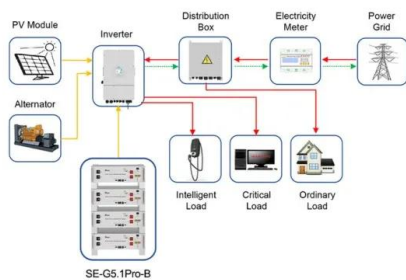 PV Module
Inverter
Distribution
Box
Electricity
Meter
Power
Grid
Alternator
Intelligent
Load
Critical
Load
Ordinary
Load
SE-G5.1Pro-B